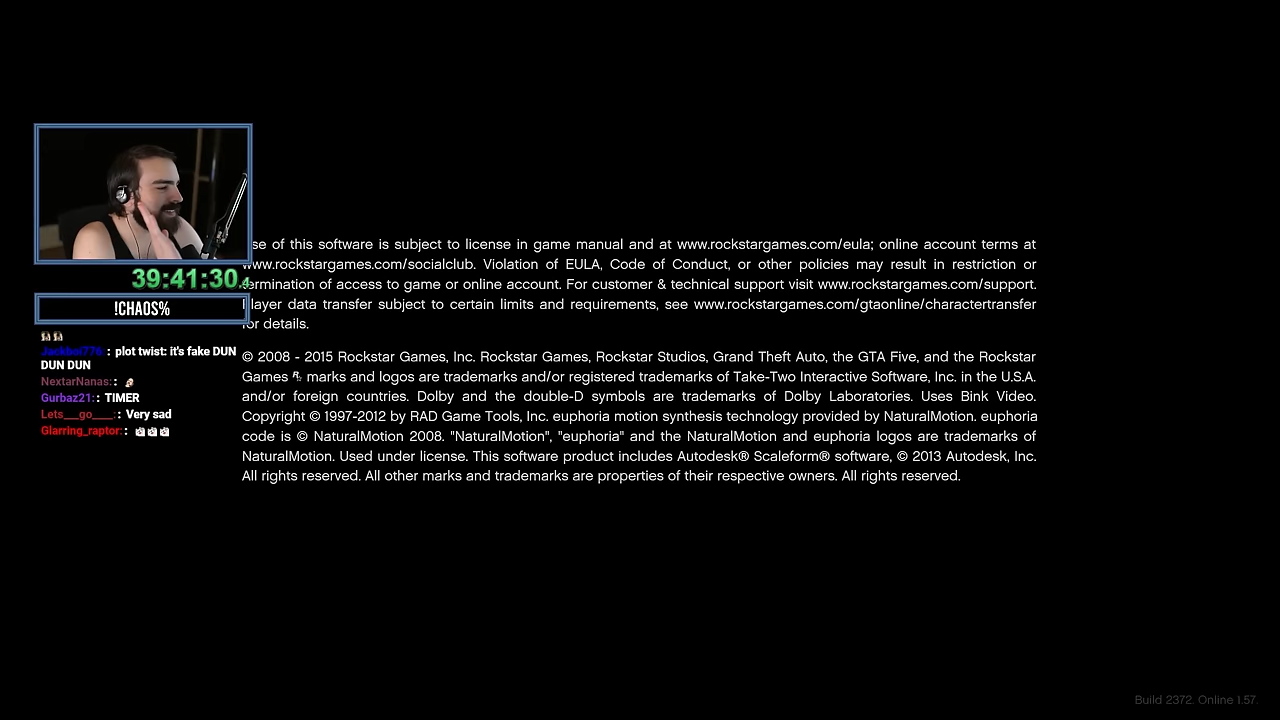 39:41:30.4
!CHAOS%
Jackboi776 : plot twist: it's fake DUN
DUN DUN
NextarNanas::
Gurbaz21:: TIMER
Lets___go____:: Very sad
Glarring_raptor::
se of this software is subject to license in game manual and at www.rockstargames.com/eula; online account terms at
www.rockstargames.com/socialclub. Violation of EULA, Code of Conduct, or other policies may result in restriction or
termination of access to game or online account. For customer & technical support visit www.rockstargames.com/support.
layer data transfer subject to certain limits and requirements, see www.rockstargames.com/gtaonline/charactertransfer
for details.
© 2008 - 2015 Rockstar Games, Inc. Rockstar Games, Rockstar Studios, Grand Theft Auto, the GTA Five, and the Rockstar
Games R* marks and logos are trademarks and/or registered trademarks of Take-Two Interactive Software, Inc. in the U.S.A.
and/or foreign countries. Dolby and the double-D symbols are trademarks of Dolby Laboratories. Uses Bink Video.
Copyright © 1997-2012 by RAD Game Tools, Inc. euphoria motion synthesis technology provided by NaturalMotion. euphoria
code is © NaturalMotion 2008. "NaturalMotion", "euphoria" and the NaturalMotion and euphoria logos are trademarks of
NaturalMotion. Used under license. This software product includes Autodesk® Scaleform® software, © 2013 Autodesk, Inc.
All rights reserved. All other marks and trademarks are properties of their respective owners. All rights reserved.
Build 2372. Online 1.57.